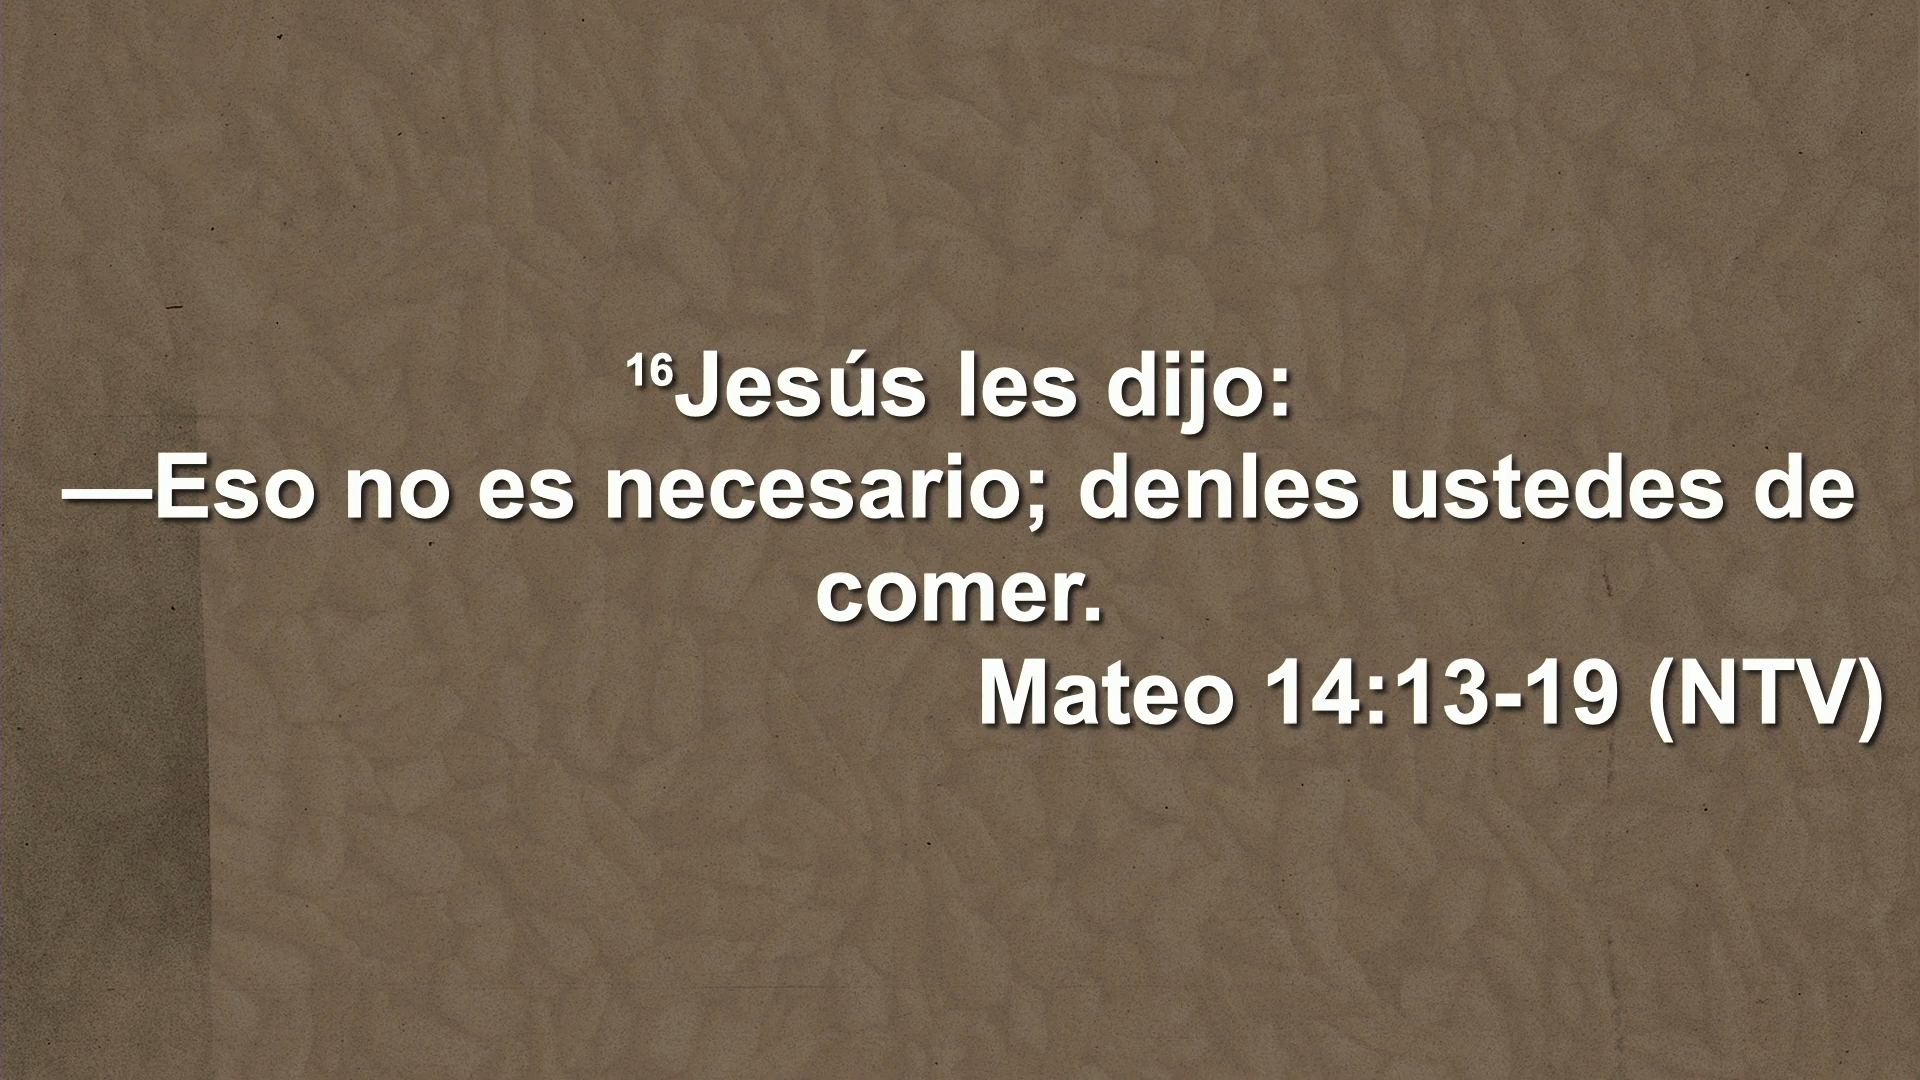 16Jesús les dijo:
—Eso no es necesario; denles ustedes de
comer.
Mateo 14:13-19 (NTV)